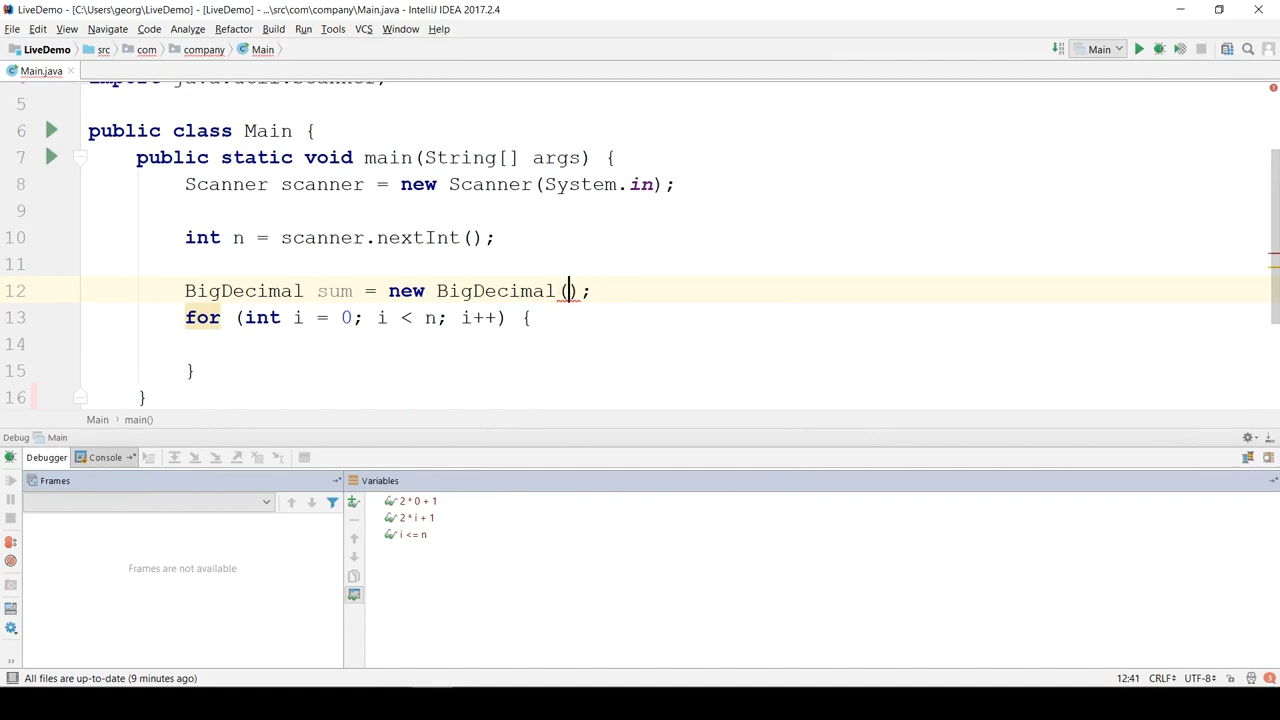 LiveDemo - [C:\Users\georg\LiveDemo] - [LiveDemo] - ...\src\com\company\Main.java - IntelliJ IDEA 2017.2.4
File Edit View Navigate Code Analyze Refactor Build Run Tools VCS Window Help
LiveDemo src com company Main Main
Main.java
5
6 public class Main {
7 public static void main(String[] args) {
8 Scanner scanner = new Scanner(System.in);
9
10 int n = scanner.nextInt();
11
12 BigDecimal sum = new BigDecimal();
13 for (int i = 0; i < n; i++) {
14
15 }
16 }
Main main()
Debug Main
Debugger Console
Frames Variables
2 * 0 + 1
2 * i + 1
i <= n
Frames are not available
All files are up-to-date (9 minutes ago) 12:41 CRLF UTF-8 3